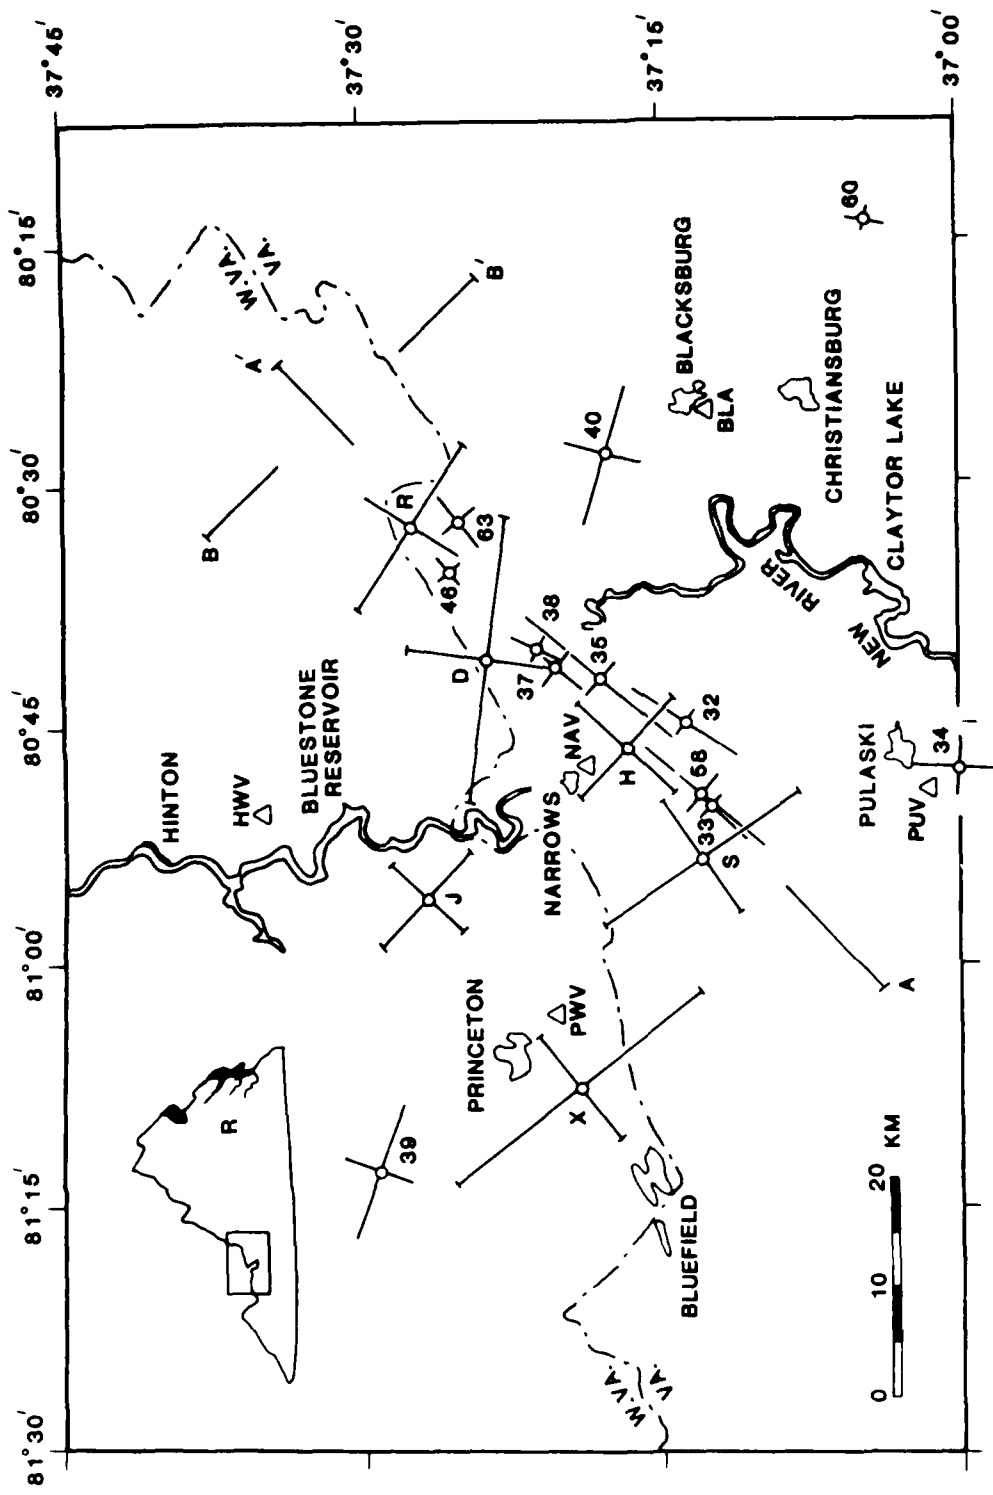 81° 30′
81° 15′
81° 00′
80° 45′
80° 30′
80° 15′
37° 45′
37° 30′
37° 15′
37° 00′
R
HINTON
HWV
BLUESTONE
RESERVOIR
B′
A′
W.VA.
VA.
B′
39
J
D
46
R
63
PRINCETON
PWV
X
NARROWS
NAV
37
38
35
H
40
BLACKSBURG
BLA
BLUEFIELD
W.VA.
VA.
S
33
58
32
NEW
RIVER
CHRISTIANSBURG
60
A
PULASKI
PUV
34
CLAYTOR LAKE
0
10
20
KM